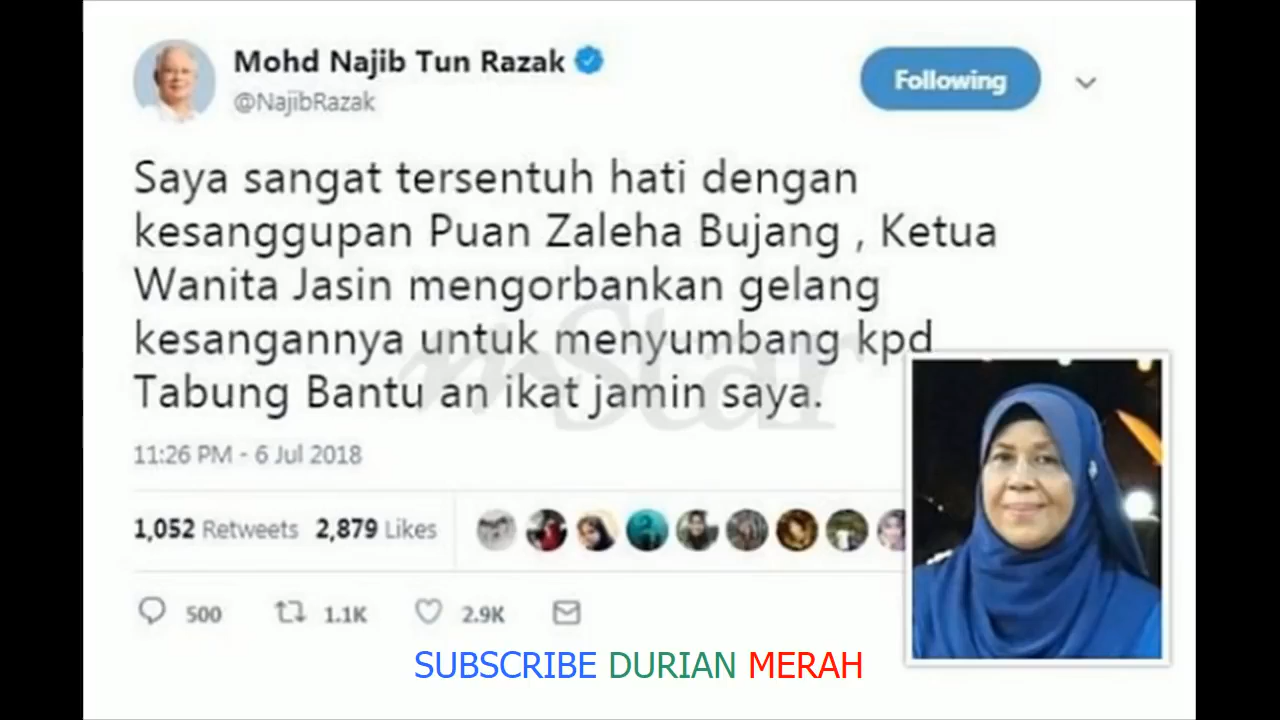 Mohd Najib Tun Razak
@NajibRazak
Following
Saya sangat tersentuh hati dengan
kesanggupan Puan Zaleha Bujang , Ketua
Wanita Jasin mengorbankan gelang
kesangannya untuk menyumbang kpd
Tabung Bantu an ikat jamin saya.
mStar
11:26 PM - 6 Jul 2018
1,052 Retweets 2,879 Likes
500 1.1K 2.9K
SUBSCRIBE DURIAN MERAH